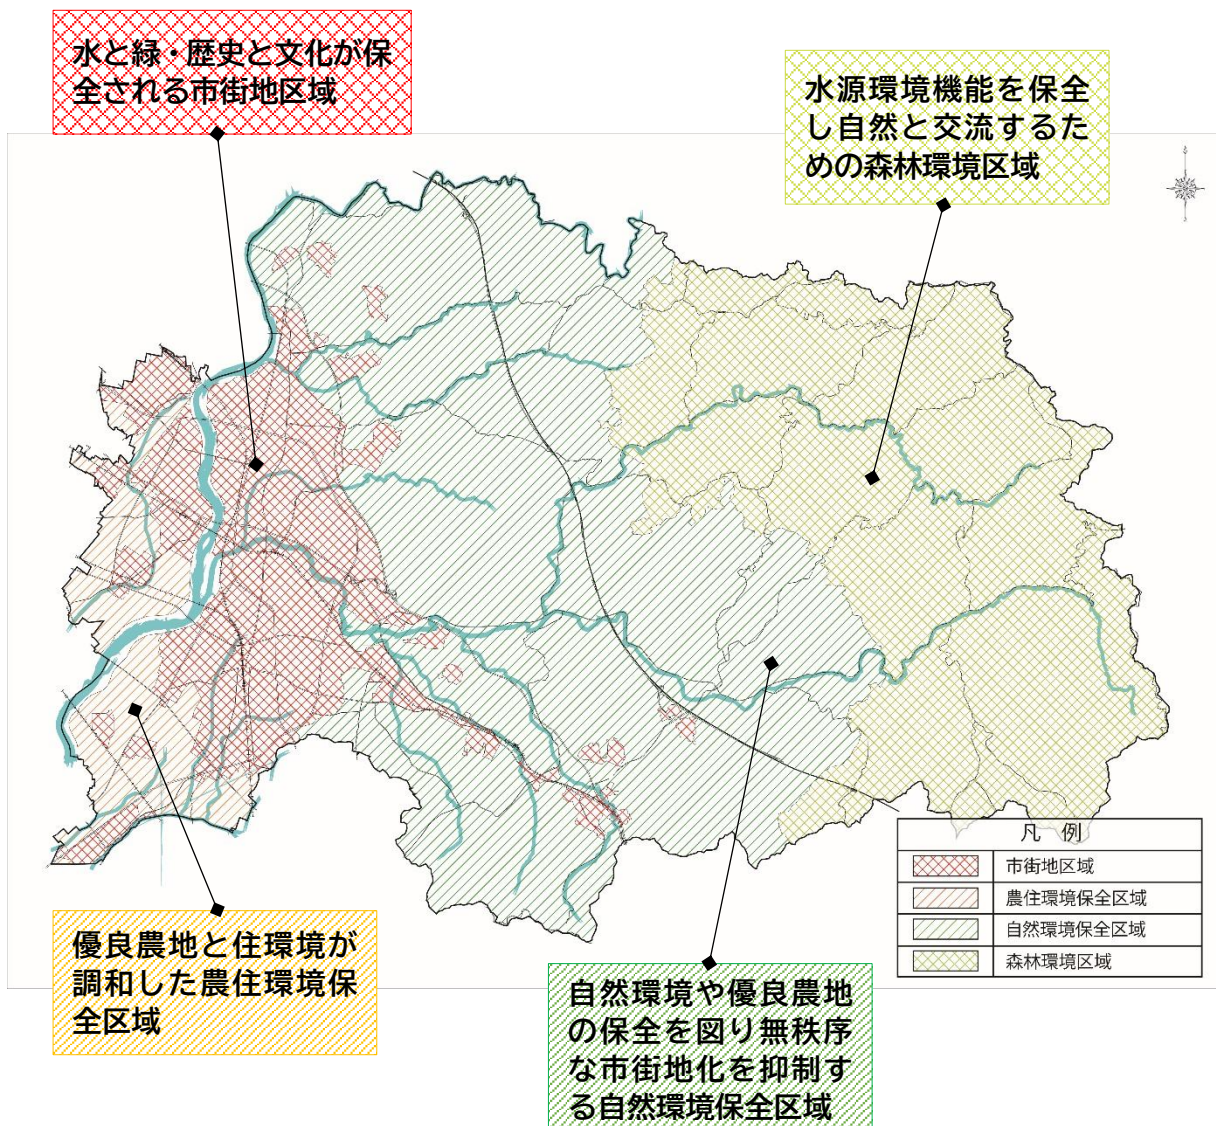 水と緑・歴史と文化が保
全される市街地区域
水源環境機能を保全
し自然と交流するた
めの森林環境区域
凡 例
市街地区域
農住環境保全区域
自然環境保全区域
森林環境区域
優良農地と住環境が
調和した農住環境保
全区域
自然環境や優良農地
の保全を図り無秩序
な市街地化を抑制す
る自然環境保全区域